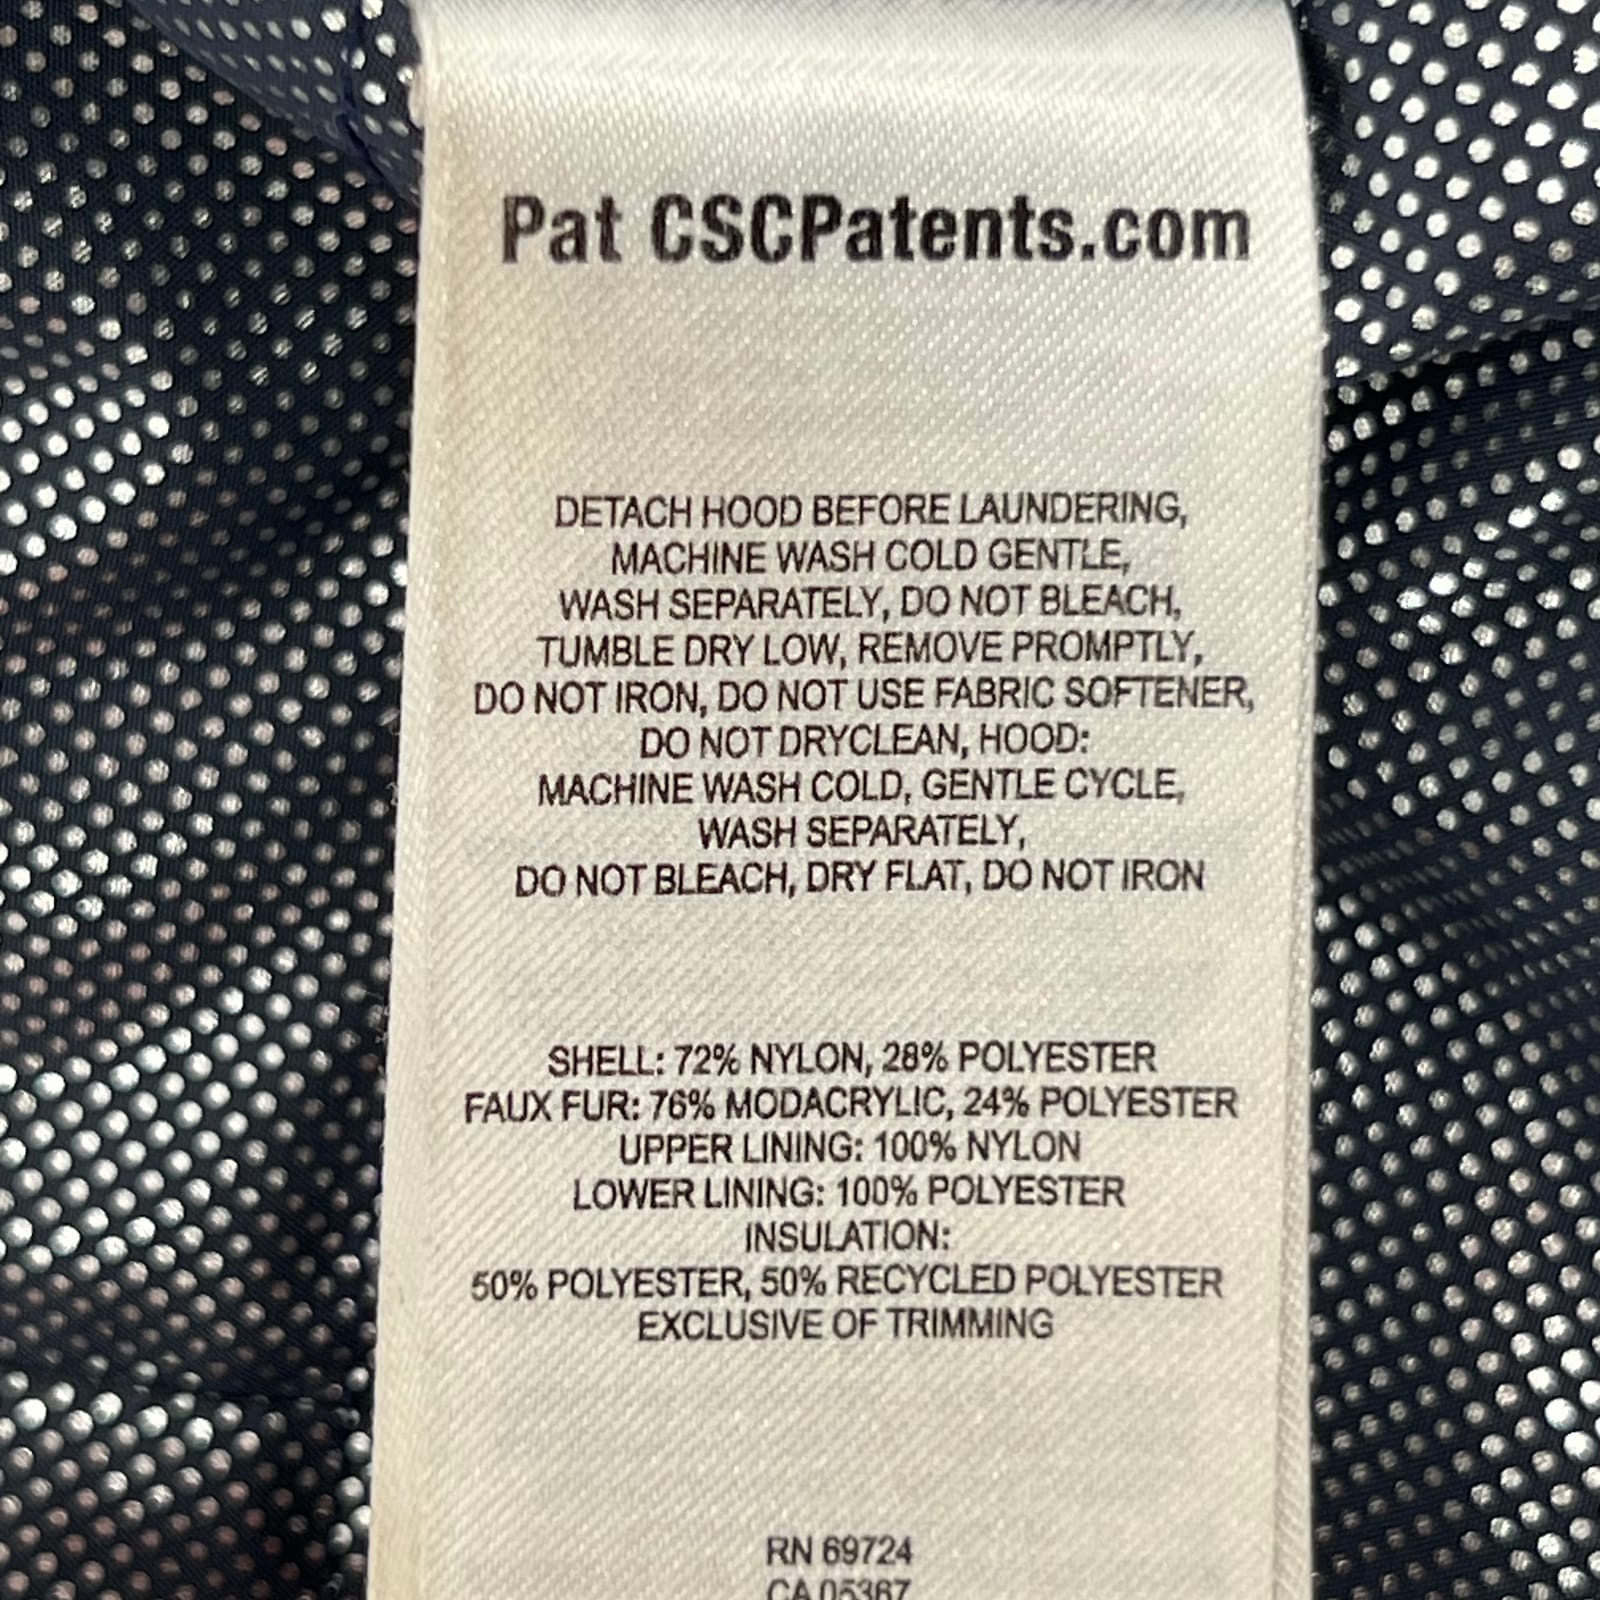 Pat CSCPatents.com
DETACH HOOD BEFORE LAUNDERING,
MACHINE WASH COLD GENTLE,
WASH SEPARATELY, DO NOT BLEACH,
TUMBLE DRY LOW, REMOVE PROMPTLY,
DO NOT IRON, DO NOT USE FABRIC SOFTENER,
DO NOT DRYCLEAN, HOOD:
MACHINE WASH COLD, GENTLE CYCLE,
WASH SEPARATELY,
DO NOT BLEACH, DRY FLAT, DO NOT IRON
SHELL: 72% NYLON, 28% POLYESTER
FAUX FUR: 76% MODACRYLIC, 24% POLYESTER
UPPER LINING: 100% NYLON
LOWER LINING: 100% POLYESTER
INSULATION:
50% POLYESTER, 50% RECYCLED POLYESTER
EXCLUSIVE OF TRIMMING
RN 69724
CA 05367